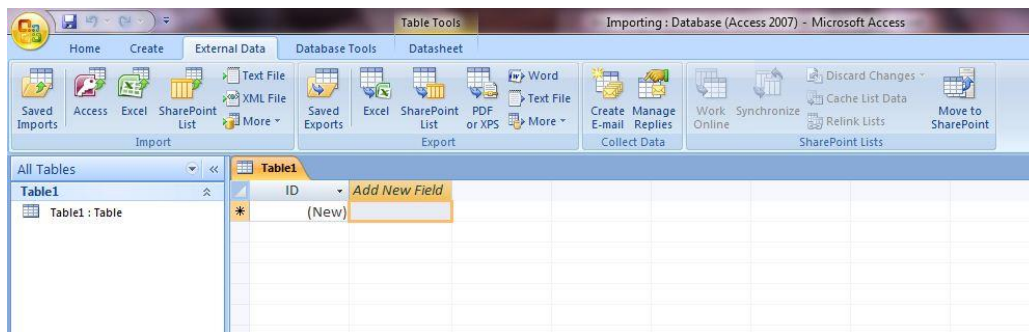 Table Tools
Importing : Database (Access 2007) - Microsoft Access
Home Create External Data Database Tools Datasheet
Saved Imports
Access
Excel
SharePoint List
Text File
XML File
More
Import
Saved Exports
Excel
SharePoint List
PDF or XPS
Word
Text File
More
Export
Create E-mail
Manage Replies
Collect Data
Work Online
Synchronize
Discard Changes
Cache List Data
Relink Lists
Move to SharePoint
SharePoint Lists
All Tables
Table1
Table1 : Table
Table1
ID Add New Field
(New)